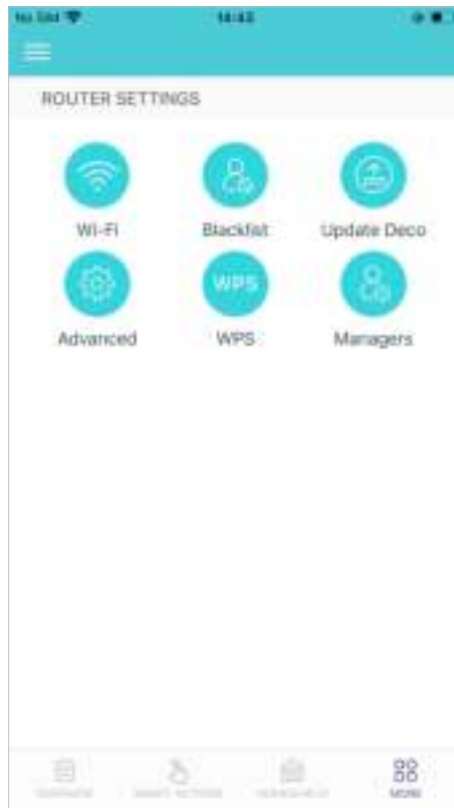 No SIM 14:43
ROUTER SETTINGS
Wi-Fi Blacklist Update Deco
WPS
Advanced WPS Managers
MORE